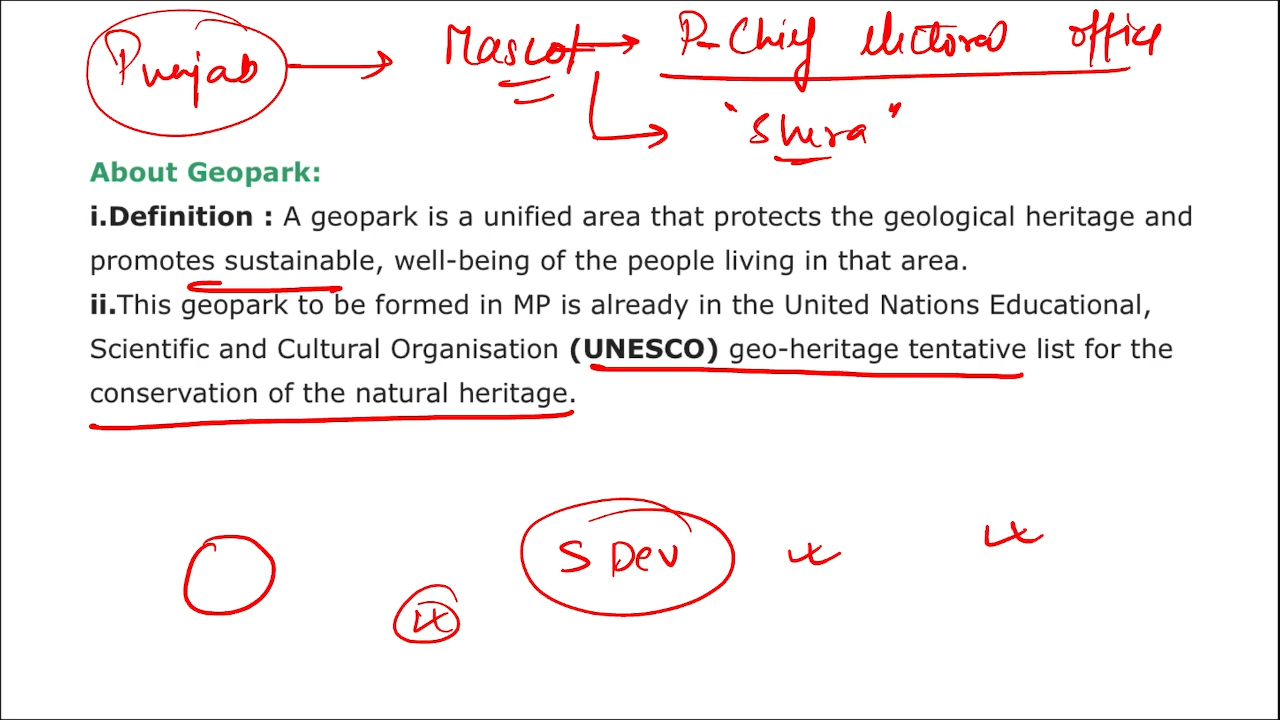 Punjab → Mascot → P-Chief electoral office
"Shera"
About Geopark:
i.Definition : A geopark is a unified area that protects the geological heritage and
promotes sustainable, well-being of the people living in that area.
ii.This geopark to be formed in MP is already in the United Nations Educational,
Scientific and Cultural Organisation (UNESCO) geo-heritage tentative list for the
conservation of the natural heritage.
S Dev